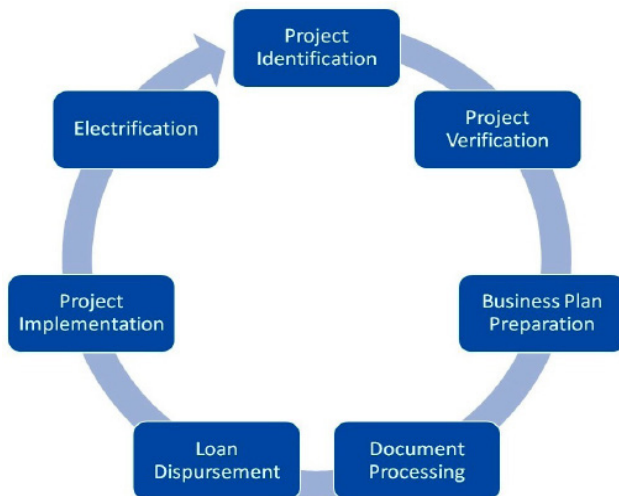 Project
Identification
Project
Verification
Business Plan
Preparation
Document
Processing
Loan
Dispursement
Project
Implementation
Electrification